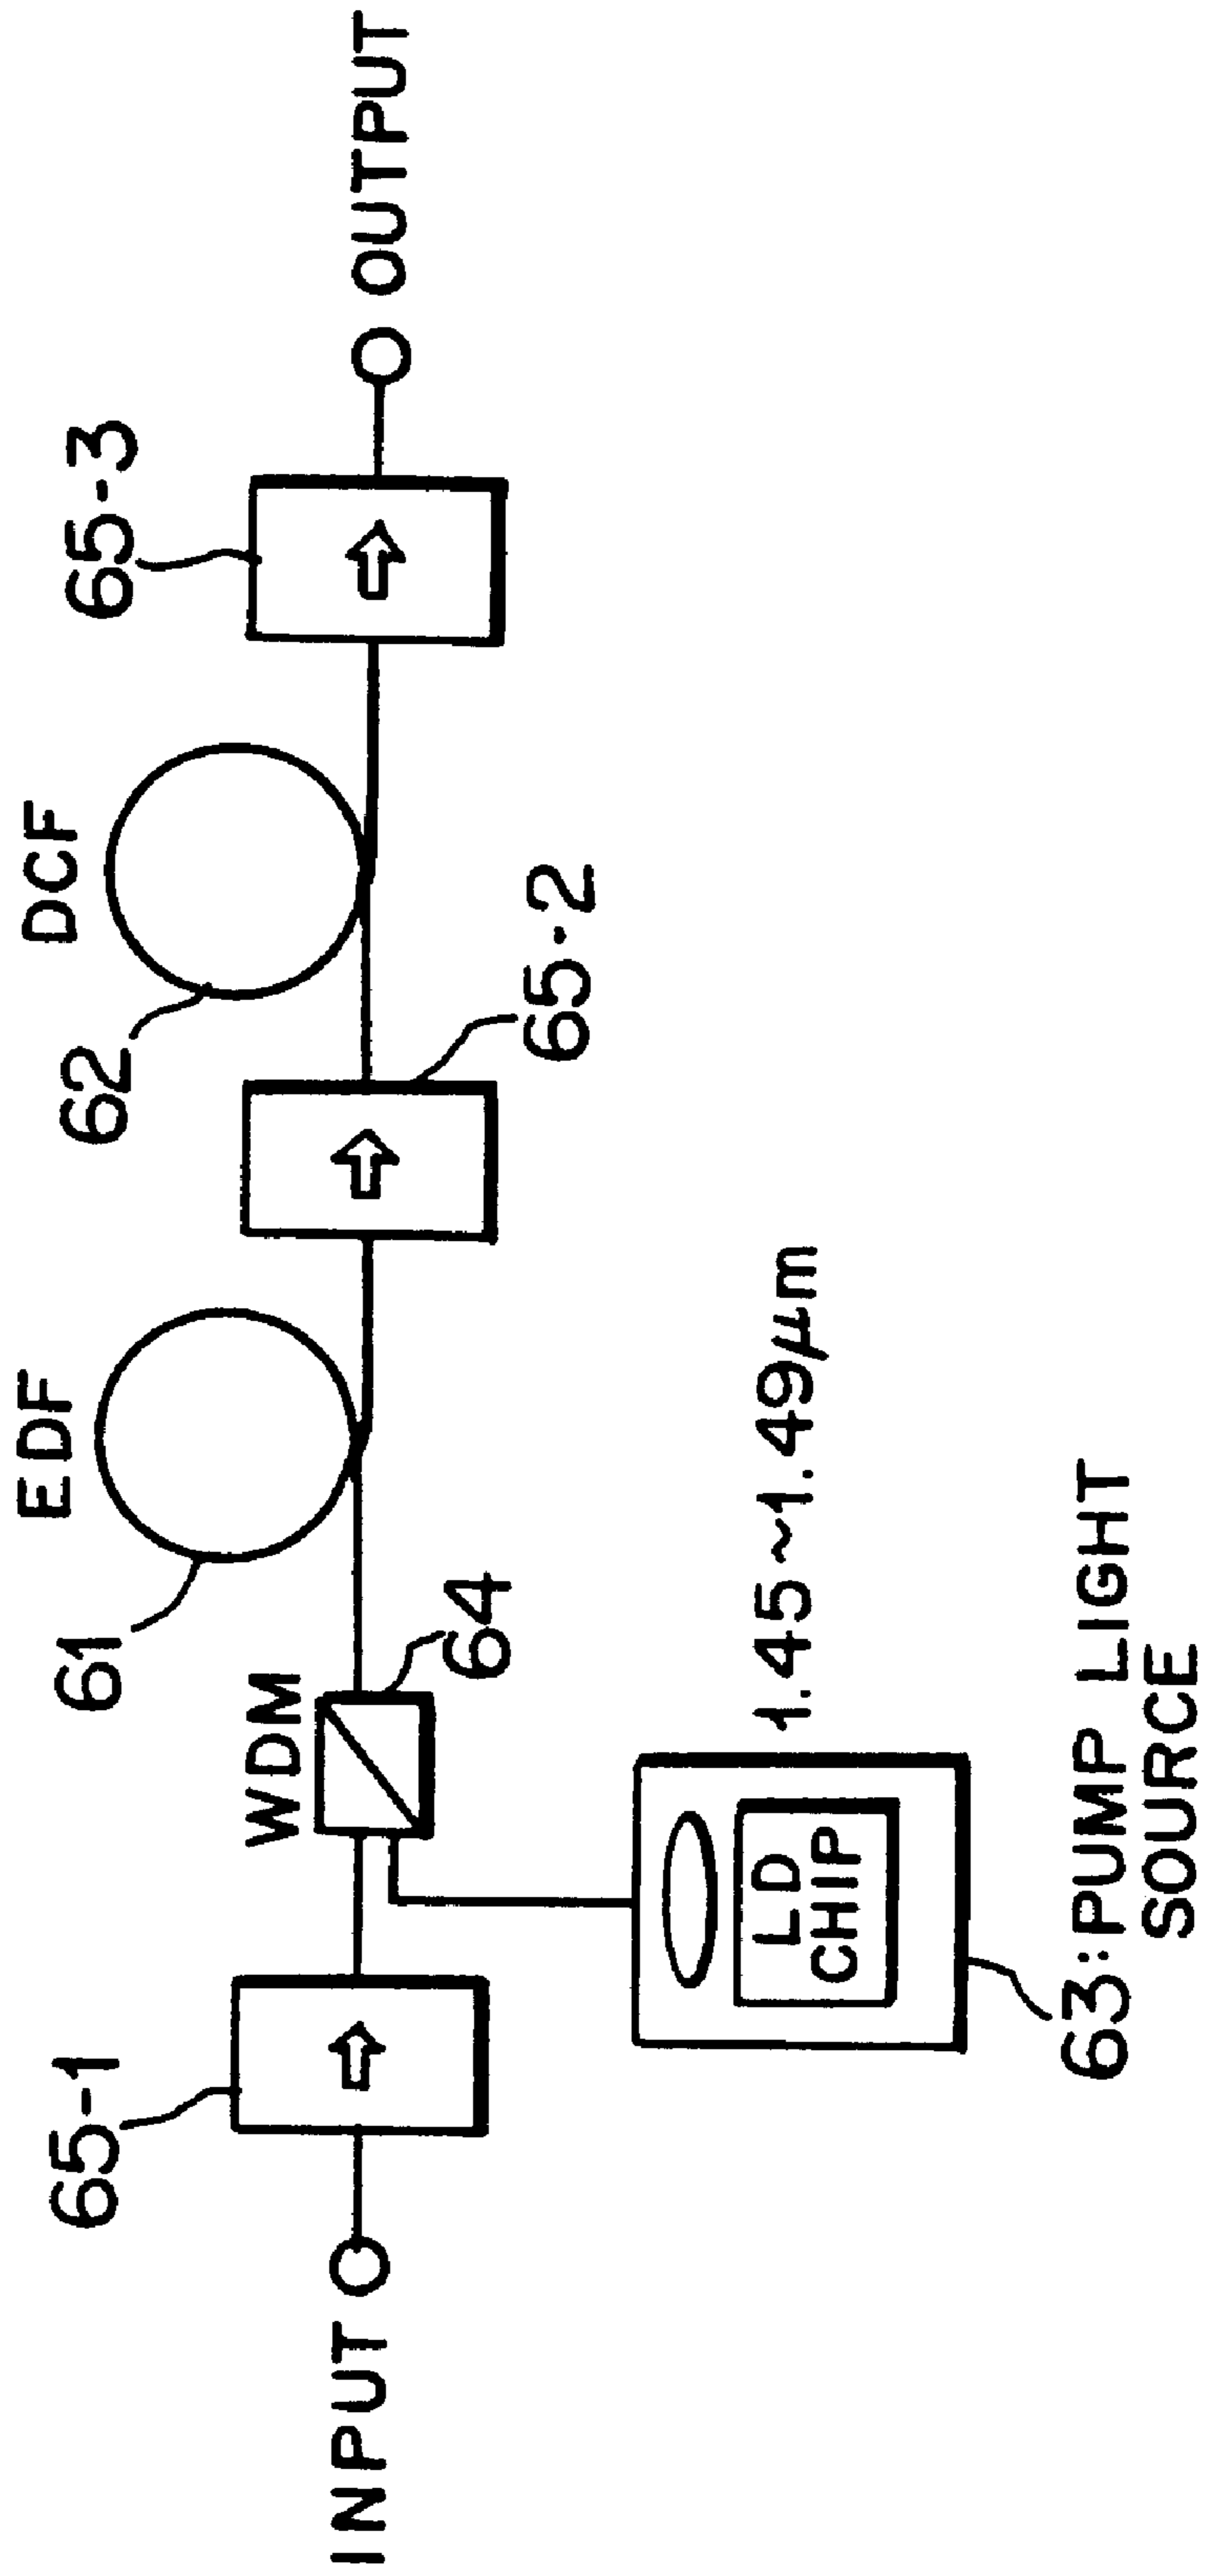 65-1
61
EDF
62
DCF
65-3
INPUT
WDM
64
65-2
OUTPUT
LD
CHIP
1.45~1.49μm
63:PUMP LIGHT
SOURCE